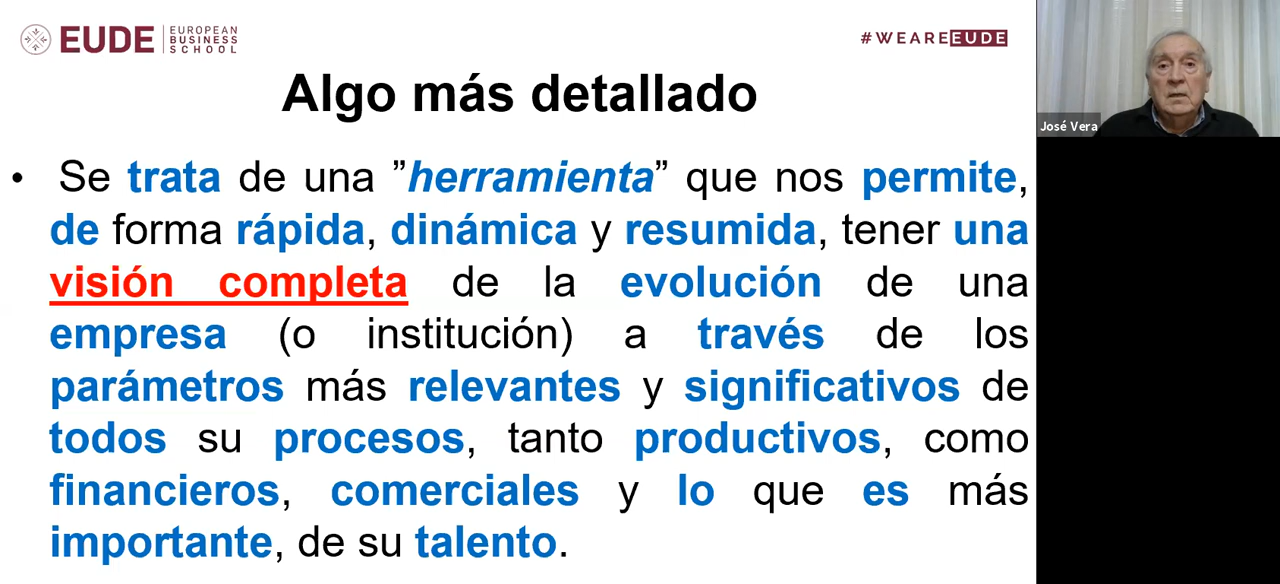 EUDE
EUROPEAN
BUSINESS
SCHOOL
#WEAREEUDE
Algo más detallado
José Vera
• Se trata de una ”herramienta” que nos permite,
de forma rápida, dinámica y resumida, tener una
visión completa de la evolución de una
empresa (o institución) a través de los
parámetros más relevantes y significativos de
todos su procesos, tanto productivos, como
financieros, comerciales y lo que es más
importante, de su talento.